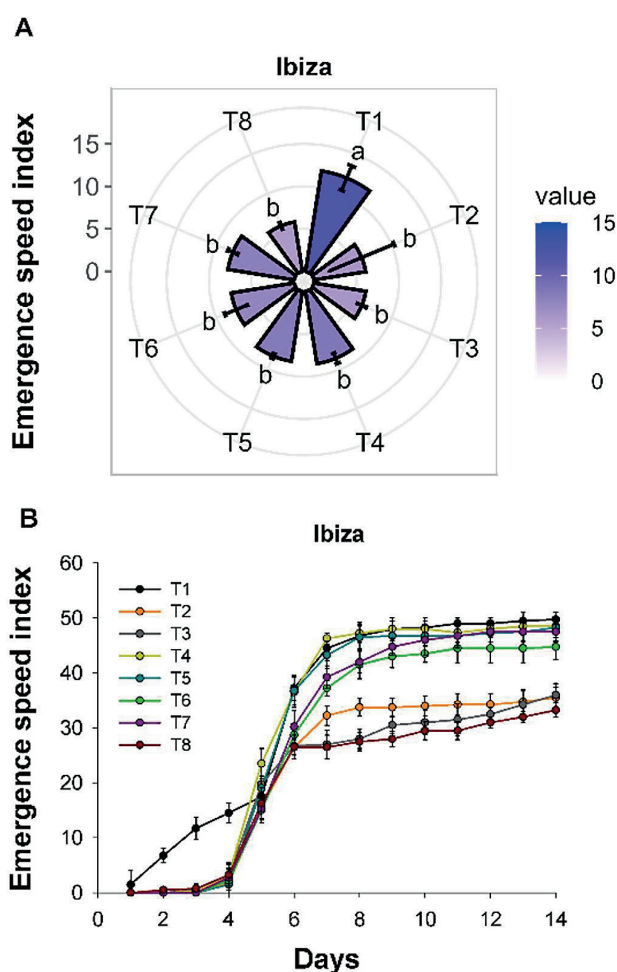 A
Ibiza
Emergence speed index
15
10
5
0
T8
T1
T7
T2
T6
T3
T5
T4
a
b
b
b
b
b
b
b
value
15
10
5
0
B
Ibiza
Emergence speed index
60
50
40
30
20
10
0
T1
T2
T3
T4
T5
T6
T7
T8
0 2 4 6 8 10 12 14
Days